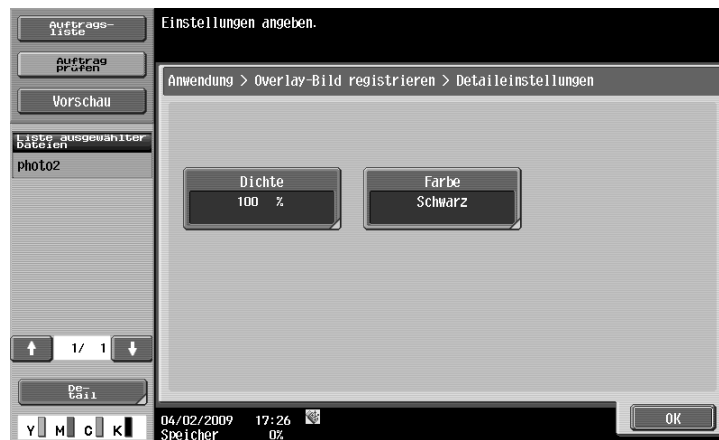 Auftrags-
liste
Auftrag
prüfen
Vorschau
Liste ausgewählter
Dateien
photo2
1/ 1
De-
tail
Y M C K
Einstellungen angeben.
Anwendung > Overlay-Bild registrieren > Detaileinstellungen
Dichte
100 %
Farbe
Schwarz
04/02/2009 17:26
Speicher 0%
OK